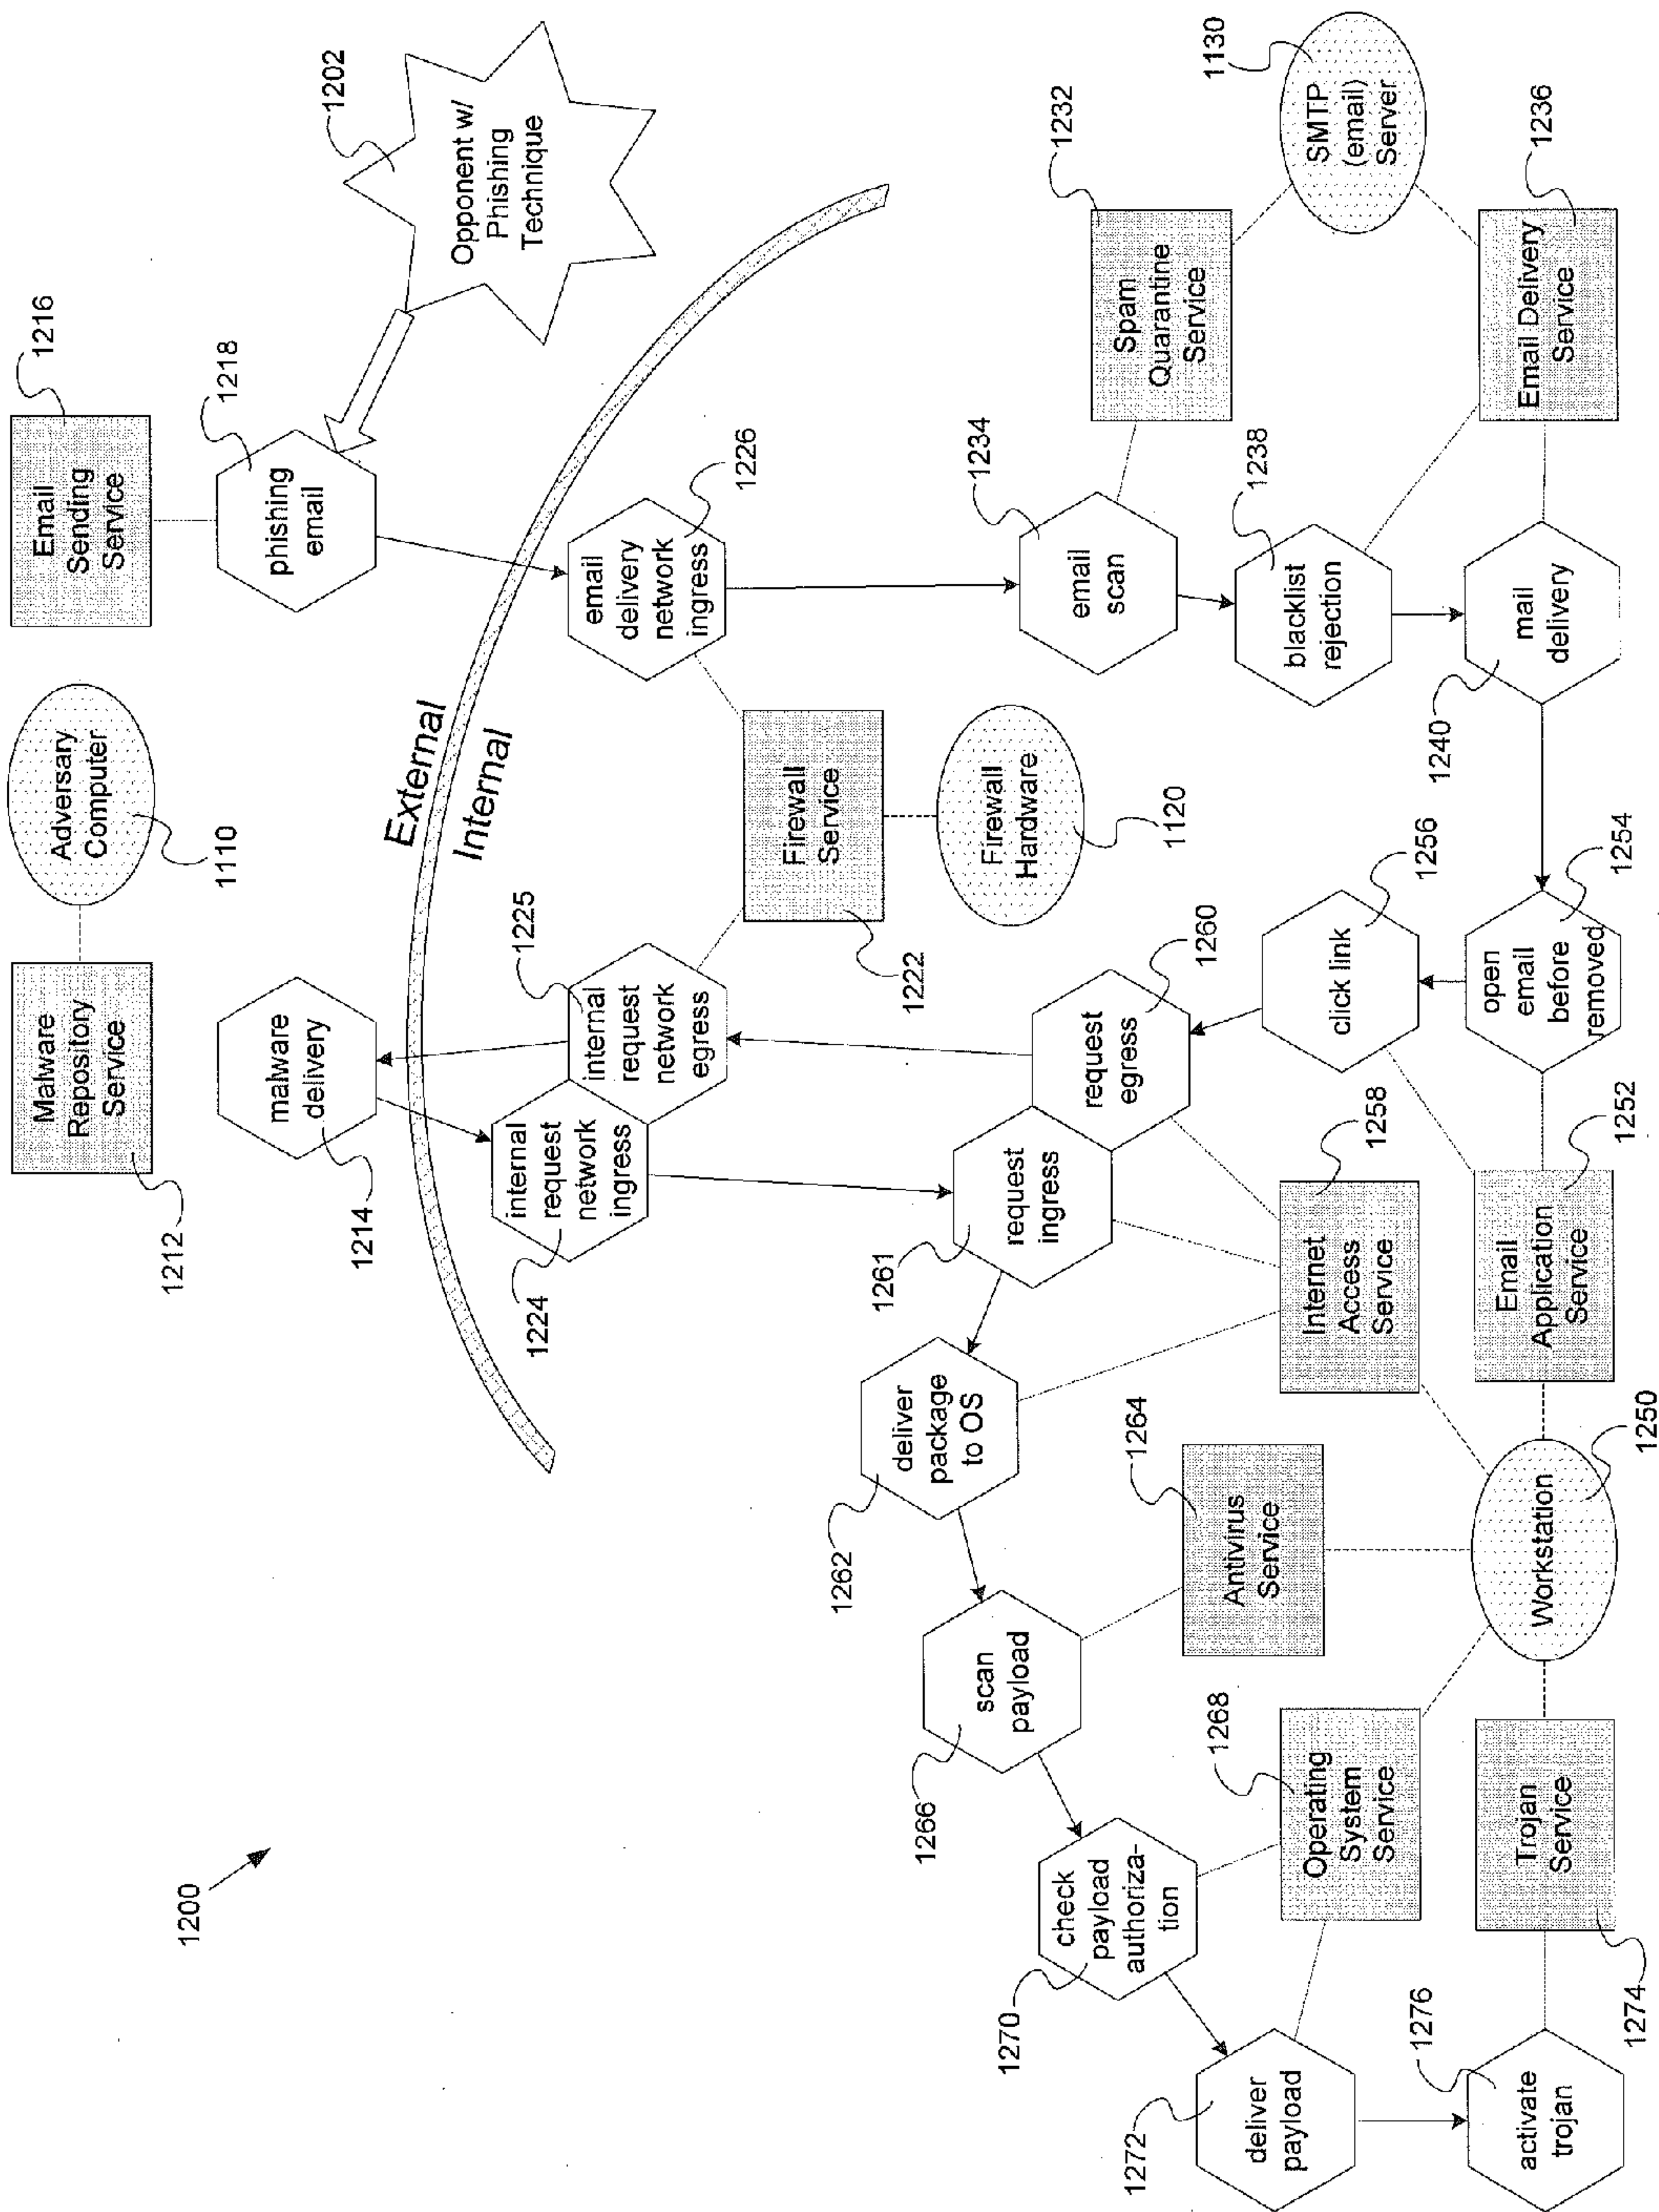 1200
Malware
Repository
Service
1212
Adversary
Computer
1110
Email
Sending
Service
1216
malware
delivery
1214
phishing
email
1218
Opponent w/
Phishing
Technique
1202
External
Internal
internal
request
network
ingress
1224
internal
request
network
egress
1225
email
delivery
network
ingress
1226
Firewall
Service
1222
Firewall
Hardware
1120
deliver
package
to OS
1262
request
ingress
1261
request
egress
1260
scan
payload
1266
check
payload
authoriza-
tion
1270
deliver
payload
1272
activate
trojan
1276
Antivirus
Service
1264
Operating
System
Service
1268
Trojan
Service
1274
Workstation
1250
Internet
Access
Service
1258
Email
Application
Service
1252
click link
1256
open
email
before
removed
1254
email
scan
1234
blacklist
rejection
1238
mail
delivery
1240
Spam
Quarantine
Service
1232
Email Delivery
Service
1236
SMTP
(email)
Server
1130